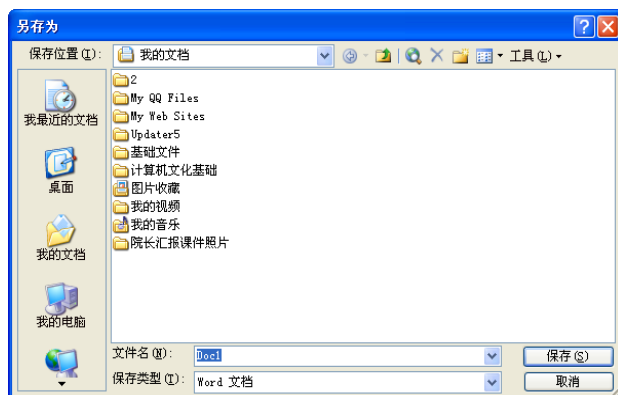 另存为
保存位置(I): 我的文档 工具(L)
我最近的文档
桌面
我的文档
我的电脑
2
My QQ Files
My Web Sites
Updater5
基础文件
计算机文化基础
图片收藏
我的视频
我的音乐
院长汇报课件照片
文件名(N): Doc1 保存(S)
保存类型(T): Word 文档 取消